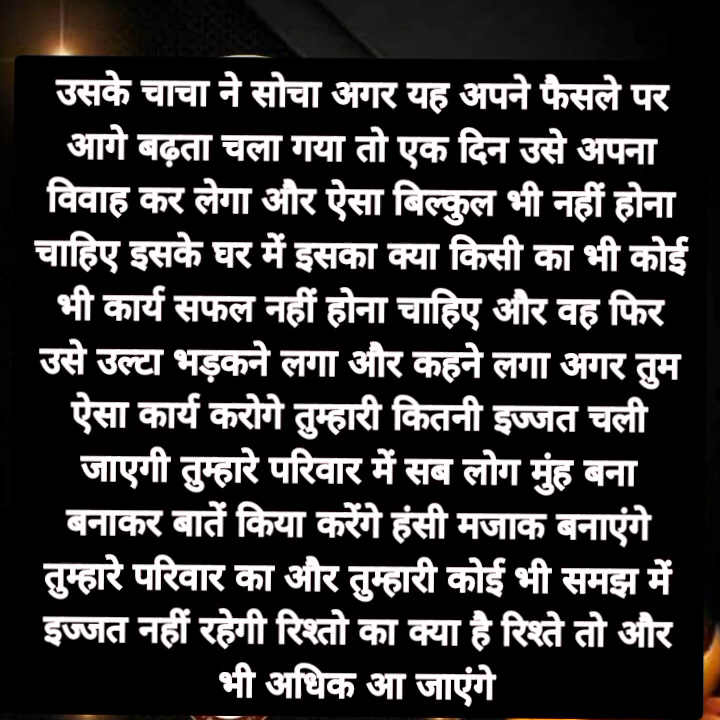 उसके चाचा ने सोचा अगर यह अपने फैसले पर
आगे बढ़ता चला गया तो एक दिन उसे अपना
विवाह कर लेगा और ऐसा बिल्कुल भी नहीं होना
चाहिए इसके घर में इसका क्या किसी का भी कोई
भी कार्य सफल नहीं होना चाहिए और वह फिर
उसे उल्टा भड़कने लगा और कहने लगा अगर तुम
ऐसा कार्य करोगे तुम्हारी कितनी इज्जत चली
जाएगी तुम्हारे परिवार में सब लोग मुंह बना
बनाकर बातें किया करेंगे हंसी मजाक बनाएंगे
तुम्हारे परिवार का और तुम्हारी कोई भी समझ में
इज्जत नहीं रहेगी रिश्तो का क्या है रिश्ते तो और
भी अधिक आ जाएंगे